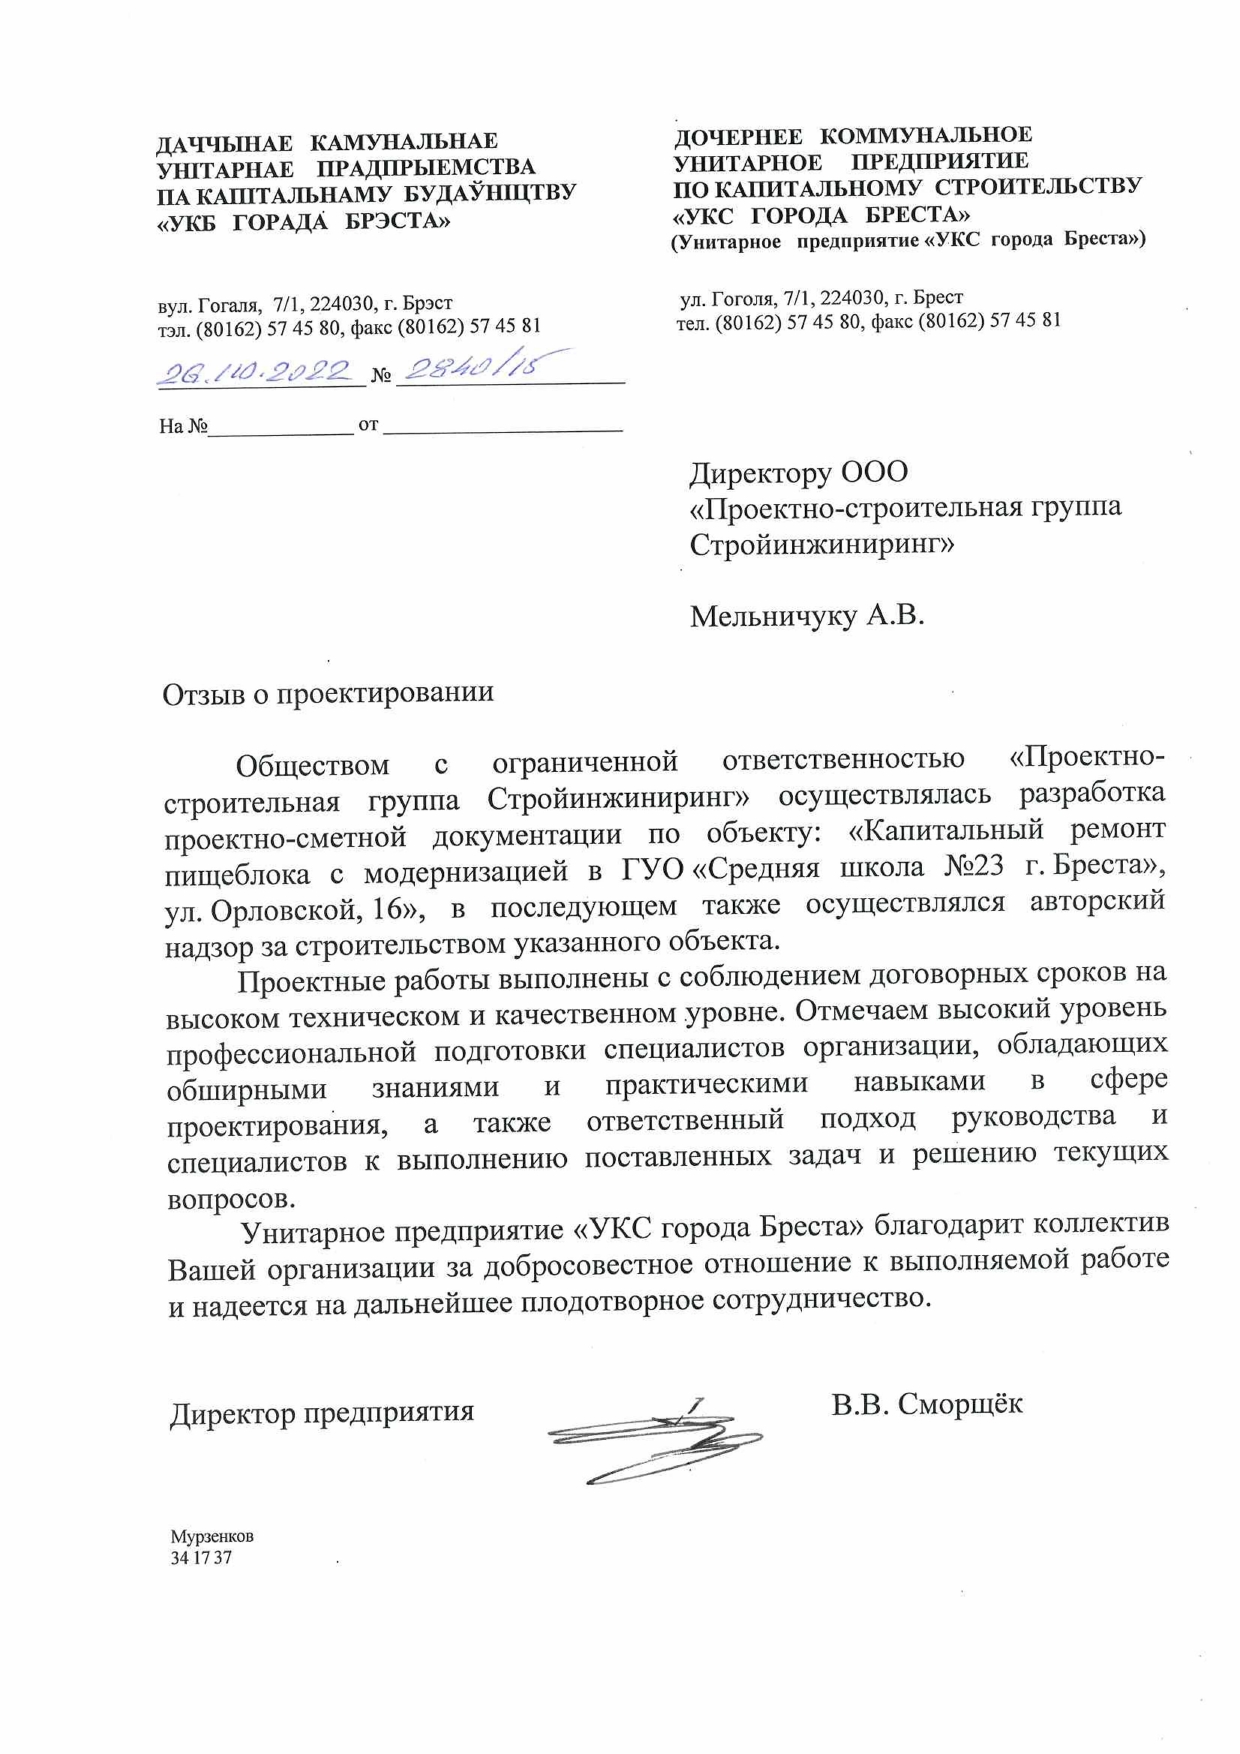 ДАЧЧЫНАЕ КАМУНАЛЬНАЕ
УНІТАРНАЕ ПРАДПРЫЕМСТВА
ПА КАПІТАЛЬНАМУ БУДАЎНІЦТВУ
«УКБ ГОРАДА БРЭСТА»
вул. Гогаля, 7/1, 224030, г. Брэст
тэл. (80162) 57 45 80, факс (80162) 57 45 81
26.10.2022 № 2840/15
На № от
ДОЧЕРНЕЕ КОММУНАЛЬНОЕ
УНИТАРНОЕ ПРЕДПРИЯТИЕ
ПО КАПИТАЛЬНОМУ СТРОИТЕЛЬСТВУ
«УКС ГОРОДА БРЕСТА»
(Унитарное предприятие «УКС города Бреста»)
ул. Гоголя, 7/1, 224030, г. Брест
тел. (80162) 57 45 80, факс (80162) 57 45 81
Директору ООО
«Проектно-строительная группа
Стройинжиниринг»
Мельничуку А.В.
Отзыв о проектировании
Обществом с ограниченной ответственностью «Проектно-
строительная группа Стройинжиниринг» осуществлялась разработка
проектно-сметной документации по объекту: «Капитальный ремонт
пищеблока с модернизацией в ГУО «Средняя школа №23 г. Бреста»,
ул. Орловской, 16», в последующем также осуществлялся авторский
надзор за строительством указанного объекта.
Проектные работы выполнены с соблюдением договорных сроков на
высоком техническом и качественном уровне. Отмечаем высокий уровень
профессиональной подготовки специалистов организации, обладающих
обширными знаниями и практическими навыками в сфере
проектирования, а также ответственный подход руководства и
специалистов к выполнению поставленных задач и решению текущих
вопросов.
Унитарное предприятие «УКС города Бреста» благодарит коллектив
Вашей организации за добросовестное отношение к выполняемой работе
и надеется на дальнейшее плодотворное сотрудничество.
Директор предприятия В.В. Сморщёк
Мурзенков
34 17 37